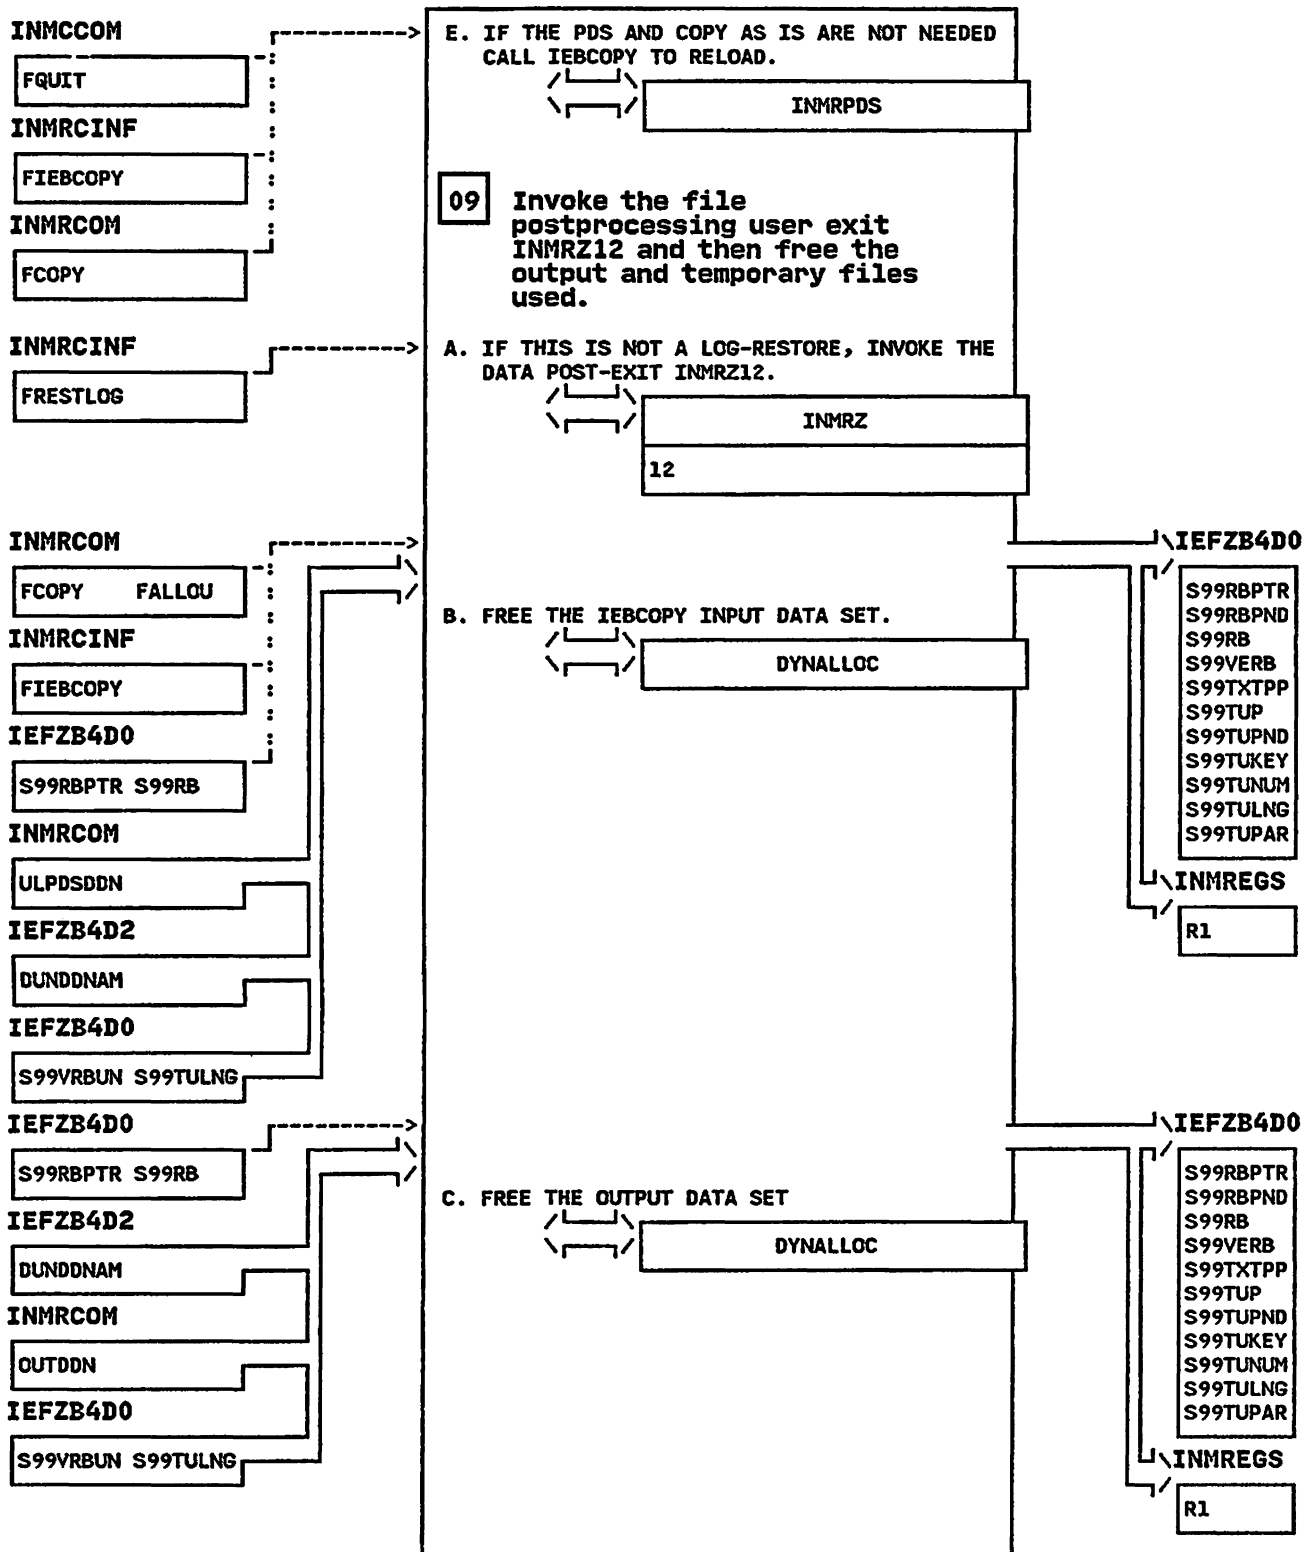 INMCCOM
FQUIT
INMRCINF
FIEBCOPY
INMRCOM
FCOPY
E. IF THE PDS AND COPY AS IS ARE NOT NEEDED
CALL IEBCOPY TO RELOAD.
INMRPDS
09 Invoke the file
postprocessing user exit
INMRZ12 and then free the
output and temporary files
used.
INMRCINF
FRESTLOG
A. IF THIS IS NOT A LOG-RESTORE, INVOKE THE
DATA POST-EXIT INMRZ12.
INMRZ
12
INMRCOM
FCOPY FALLOU
INMRCINF
FIEBCOPY
IEFZB4D0
S99RBPTR S99RB
INMRCOM
ULPDSDDN
IEFZB4D2
DUNDDNAM
IEFZB4D0
S99VRBUN S99TULNG
B. FREE THE IEBCOPY INPUT DATA SET.
DYNALLOC
IEFZB4D0
S99RBPTR
S99RBPND
S99RB
S99VERB
S99TXTPP
S99TUP
S99TUPND
S99TUKEY
S99TUNUM
S99TULNG
S99TUPAR
INMREGS
R1
IEFZB4D0
S99RBPTR S99RB
IEFZB4D2
DUNDDNAM
INMRCOM
OUTDDN
IEFZB4D0
S99VRBUN S99TULNG
C. FREE THE OUTPUT DATA SET
DYNALLOC
IEFZB4D0
S99RBPTR
S99RBPND
S99RB
S99VERB
S99TXTPP
S99TUP
S99TUPND
S99TUKEY
S99TUNUM
S99TULNG
S99TUPAR
INMREGS
R1